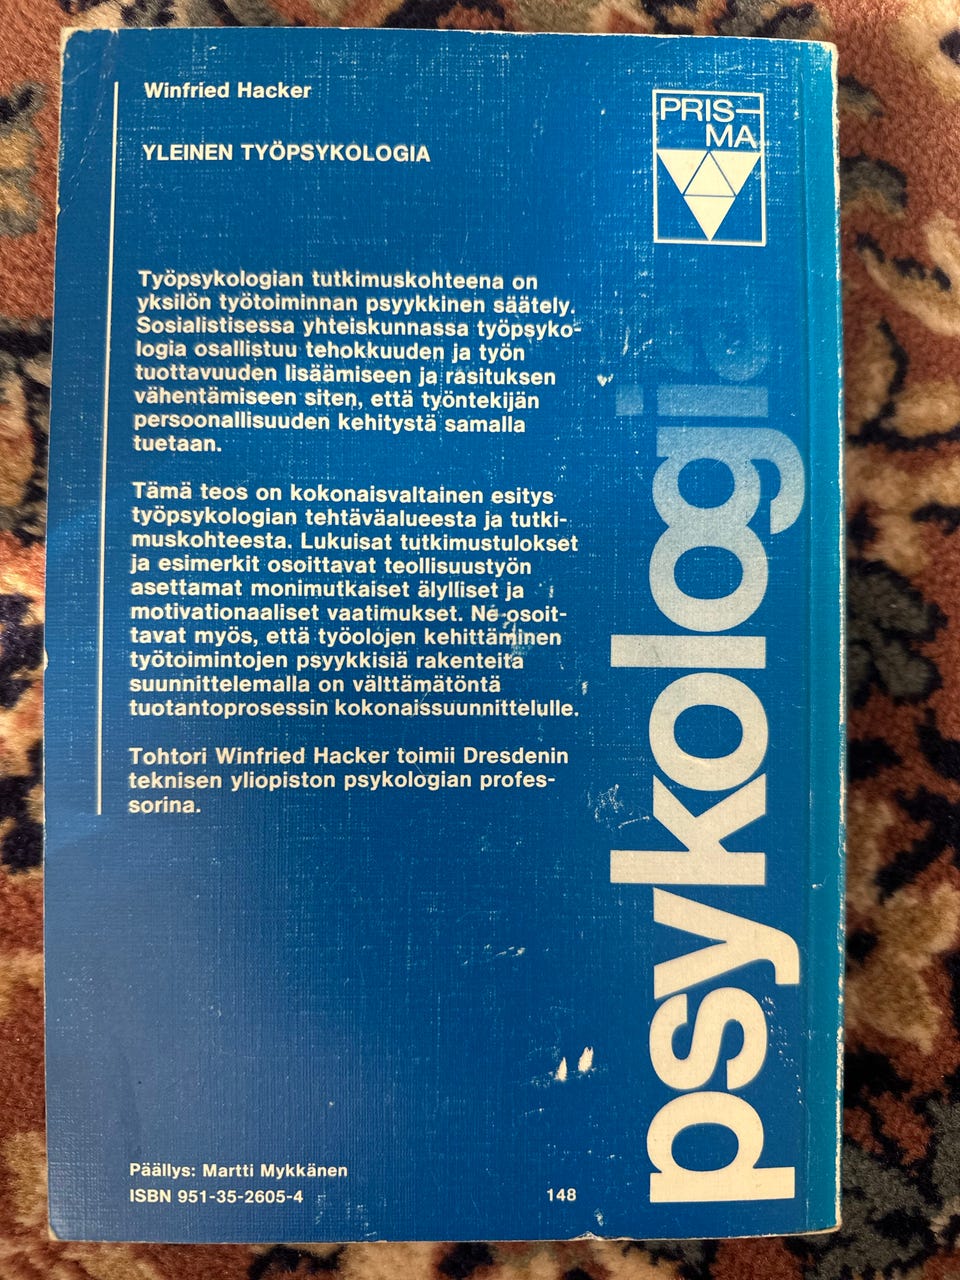 Winfried Hacker
YLEINEN TYÖPSYKOLOGIA
PRIS-
MA
Työpsykologian tutkimuskohteena on
yksilön työtoiminnan psyykkinen säätely.
Sosialistisessa yhteiskunnassa työpsyko-
logia osallistuu tehokkuuden ja työn
tuottavuuden lisäämiseen ja rasituksen
vähentämiseen siten, että työntekijän
persoonallisuuden kehitystä samalla
tuetaan.
Tämä teos on kokonaisvaltainen esitys
työpsykologian tehtäväalueesta ja tutki-
muskohteesta. Lukuisat tutkimustulokset
ja esimerkit osoittavat teollisuustyön
asettamat monimutkaiset älylliset ja
motivationaaliset vaatimukset. Ne osoit-
tavat myös, että työolojen kehittäminen
työtoimintojen psyykkisiä rakenteita
suunnittelemalla on välttämätöntä
tuotantoprosessin kokonaissuunnittelulle.
Tohtori Winfried Hacker toimii Dresdenin
teknisen yliopiston psykologian profes-
sorina.
psykologia
Päällys: Martti Mykkänen
ISBN 951-35-2605-4
148